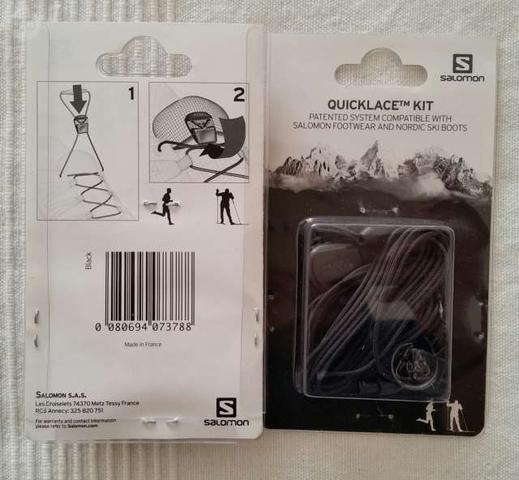 1
2
Black
0 080694 073788
Made in France
SALOMON S.A.S.
Les Croiselets 74370 Metz Tessy France
RCS Annecy: 325 820 751
For warranty and contact information
please refer to Salomon.com
S
SALOMON
S
SALOMON
QUICKLACE™ KIT
PATENTED SYSTEM COMPATIBLE WITH
SALOMON FOOTWEAR AND NORDIC SKI BOOTS